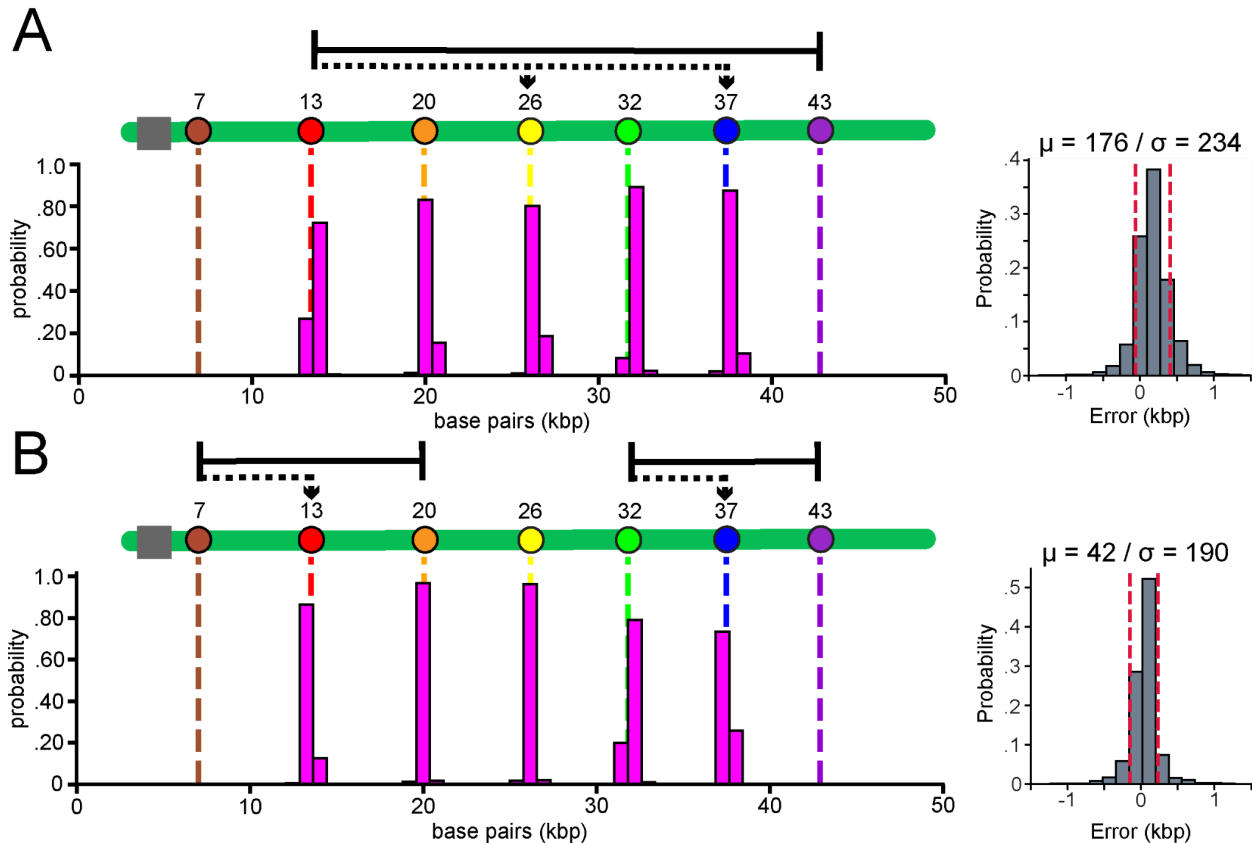 A
7 13 20 26 32 37 43
1.0
.80
.60
.40
.20
0
probability
0 10 20 30 40 50
base pairs (kbp)
μ = 176 / σ = 234
.4
.3
.2
.1
0
Probability
-1 0 1
Error (kbp)
B
7 13 20 26 32 37 43
1.0
.80
.60
.40
.20
0
probability
0 10 20 30 40 50
base pairs (kbp)
μ = 42 / σ = 190
.5
.4
.3
.2
.1
0
Probability
-1 0 1
Error (kbp)